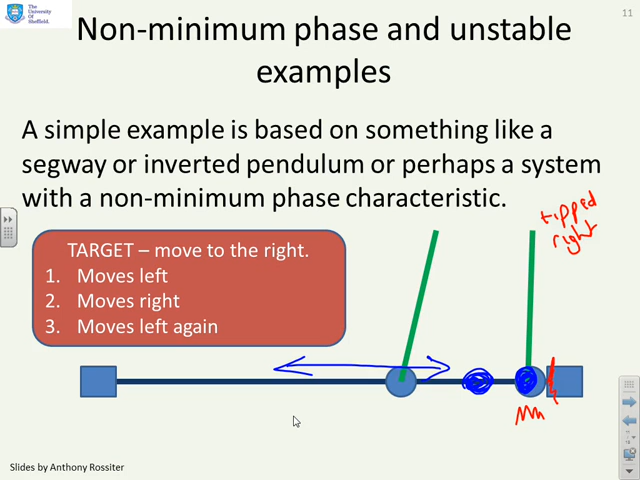 The
University
Of
Sheffield.
11
Non-minimum phase and unstable
examples
A simple example is based on something like a
segway or inverted pendulum or perhaps a system
with a non-minimum phase characteristic.
tipped
right
TARGET – move to the right.
1. Moves left
2. Moves right
3. Moves left again
Slides by Anthony Rossiter